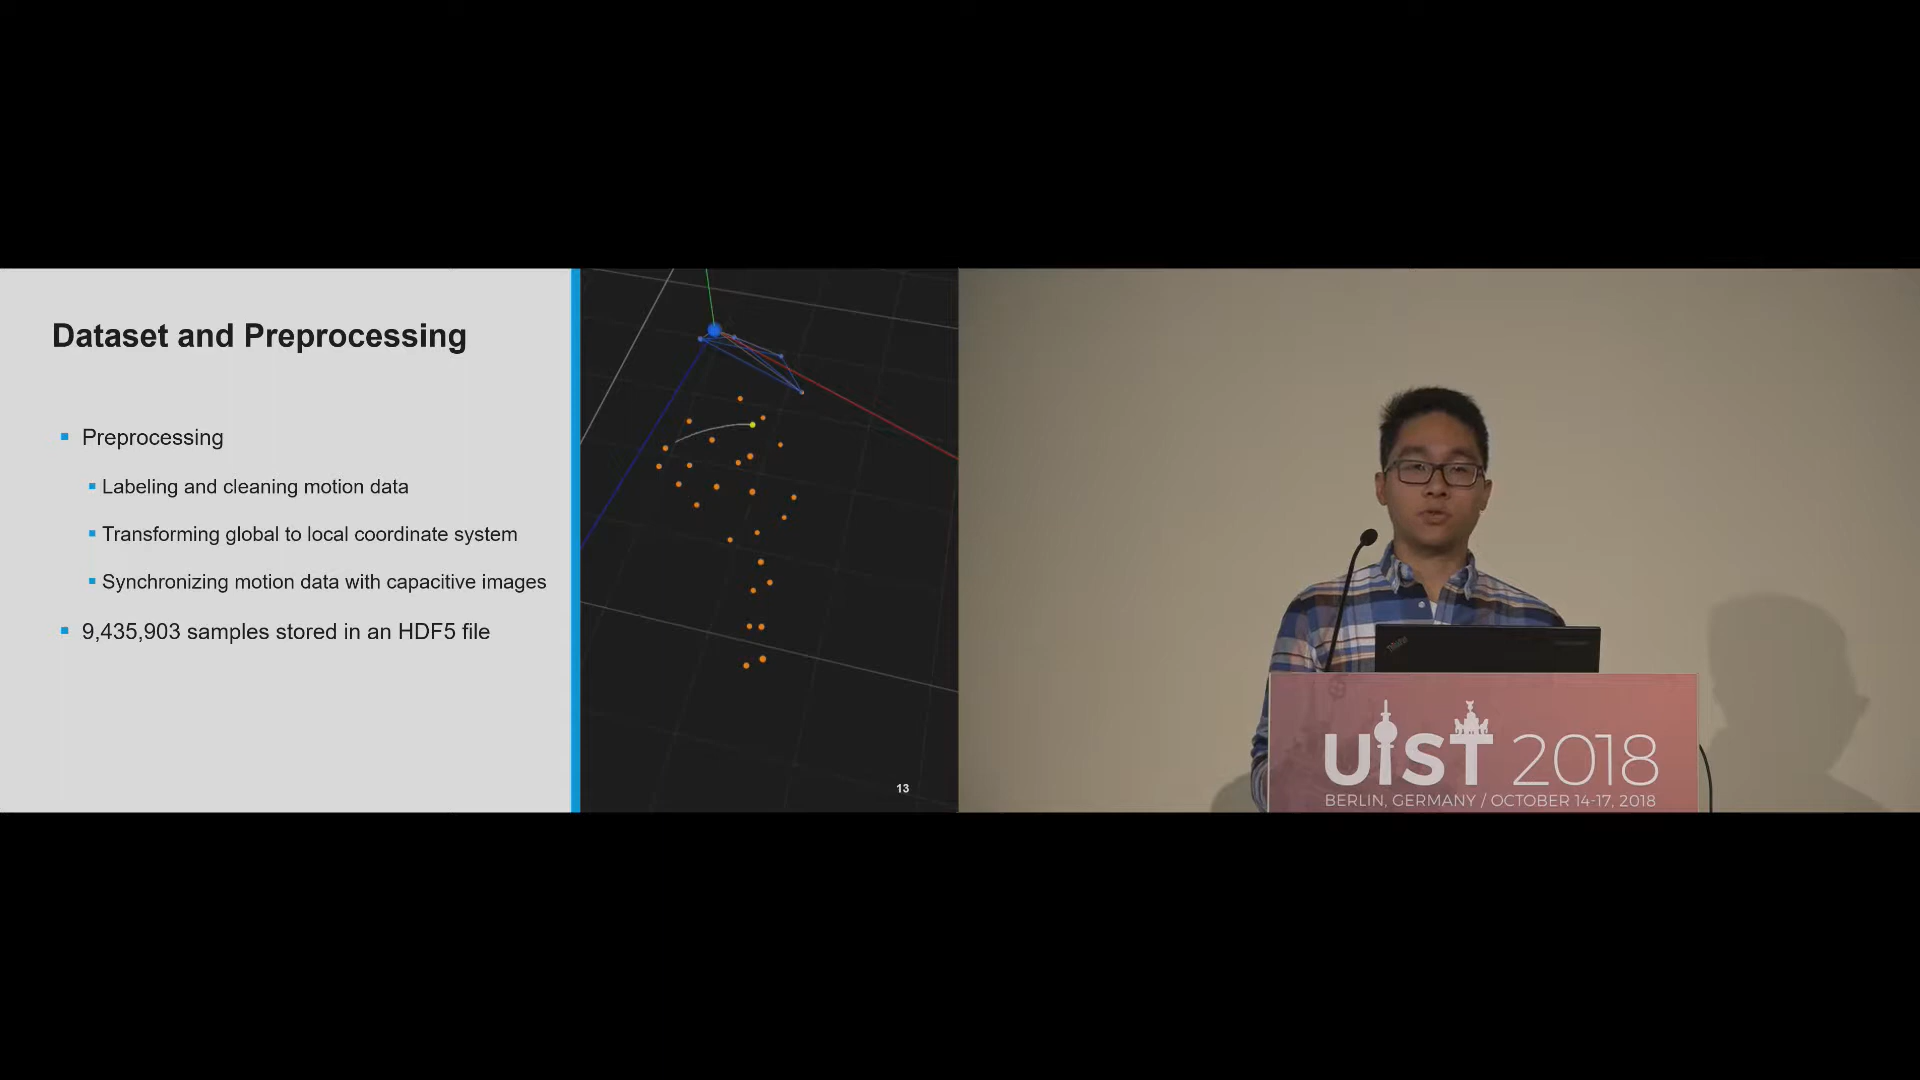 Dataset and Preprocessing
Preprocessing
Labeling and cleaning motion data
Transforming global to local coordinate system
Synchronizing motion data with capacitive images
9,435,903 samples stored in an HDF5 file
13
UIST 2018
BERLIN, GERMANY / OCTOBER 14-17, 2018